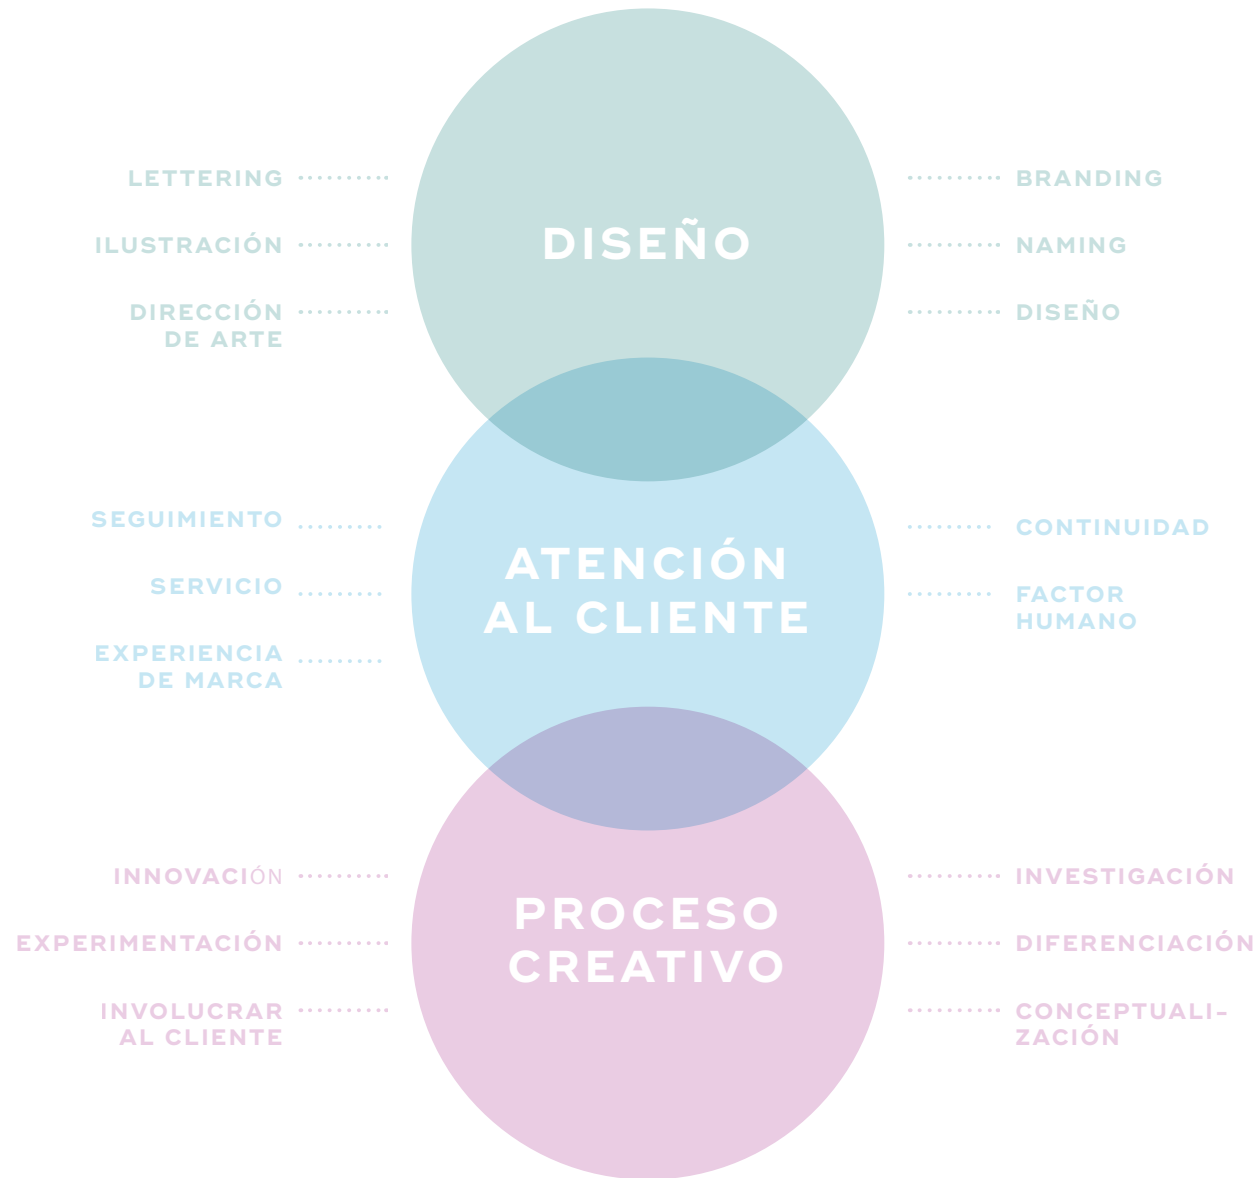 LETTERING
ILUSTRACIÓN
DIRECCIÓN
DE ARTE
DISEÑO
BRANDING
NAMING
DISEÑO
SEGUIMIENTO
SERVICIO
EXPERIENCIA
DE MARCA
ATENCIÓN
AL CLIENTE
CONTINUIDAD
FACTOR
HUMANO
INNOVACIÓN
EXPERIMENTACIÓN
INVOLUCRAR
AL CLIENTE
PROCESO
CREATIVO
INVESTIGACIÓN
DIFERENCIACIÓN
CONCEPTUALI-
ZACIÓN